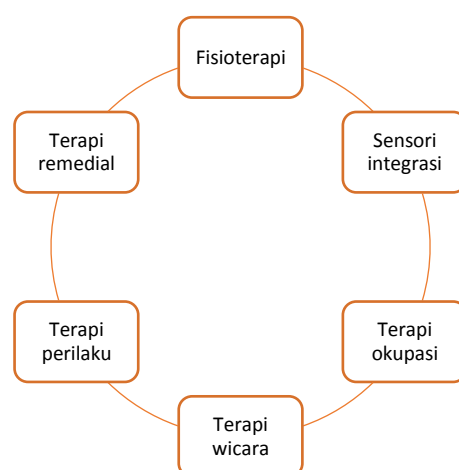 Fisioterapi
Sensori
integrasi
Terapi
okupasi
Terapi
wicara
Terapi
perilaku
Terapi
remedial